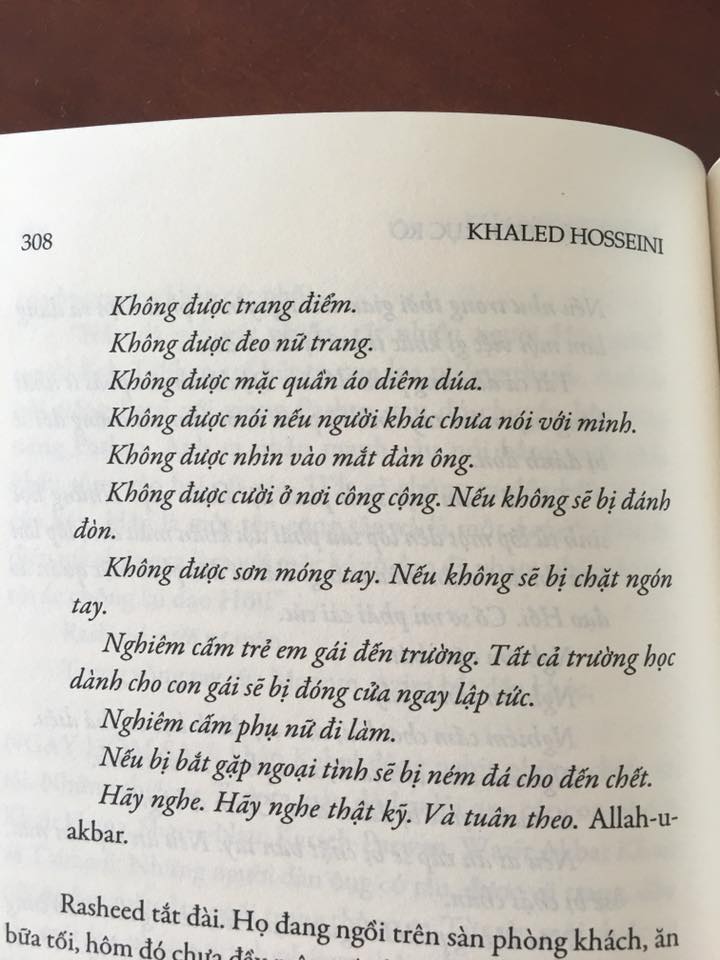 308 KHALED HOSSEINI
Không được trang điểm.
Không được đeo nữ trang.
Không được mặc quần áo diêm dúa.
Không được nói nếu người khác chưa nói với mình.
Không được nhìn vào mắt đàn ông.
Không được cười ở nơi công cộng. Nếu không sẽ bị đánh
đòn.
Không được sơn móng tay. Nếu không sẽ bị chặt ngón
tay.
Nghiêm cấm trẻ em gái đến trường. Tất cả trường học
dành cho con gái sẽ bị đóng cửa ngay lập tức.
Nghiêm cấm phụ nữ đi làm.
Nếu bị bắt gặp ngoại tình sẽ bị ném đá cho đến chết.
Hãy nghe. Hãy nghe thật kỹ. Và tuân theo. Allah-u-
akbar.
Rasheed tắt đài. Họ đang ngồi trên sàn phòng khách, ăn
bữa tối, hôm đó chưa đầy